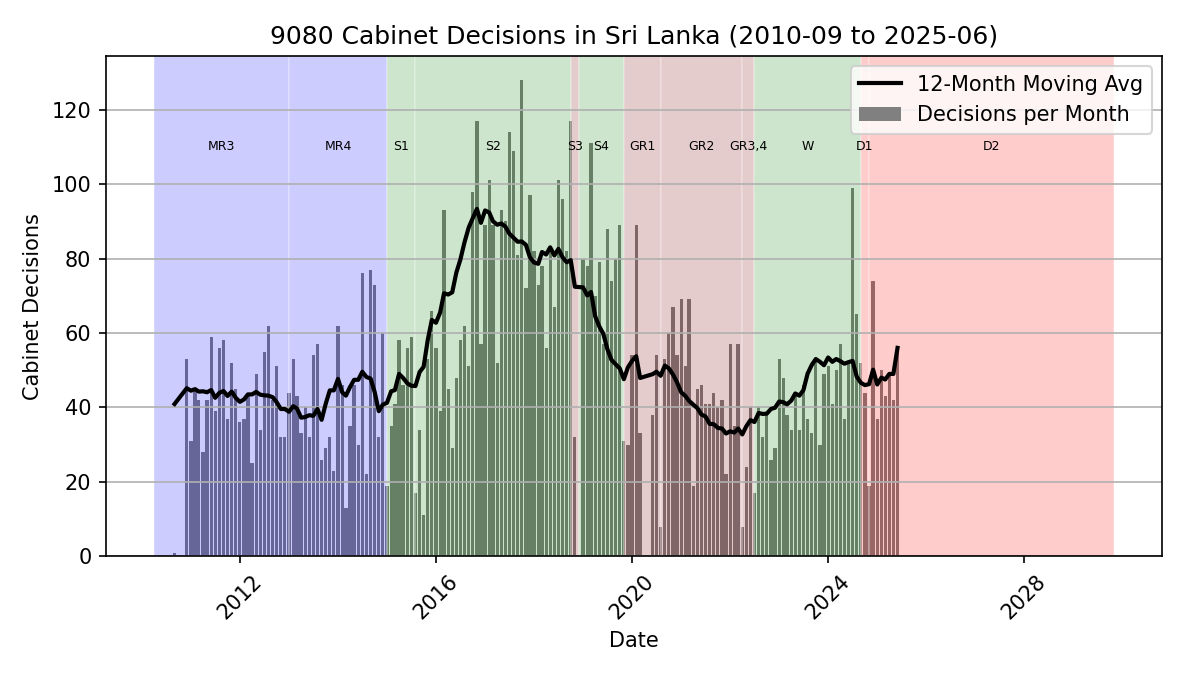 9080 Cabinet Decisions in Sri Lanka (2010-09 to 2025-06)
12-Month Moving Avg
Decisions per Month
MR3 MR4 S1 S2 S3 S4 GR1 GR2 GR3,4 W D1 D2
120
100
80
60
40
20
0
Cabinet Decisions
2012 2016 2020 2024 2028
Date